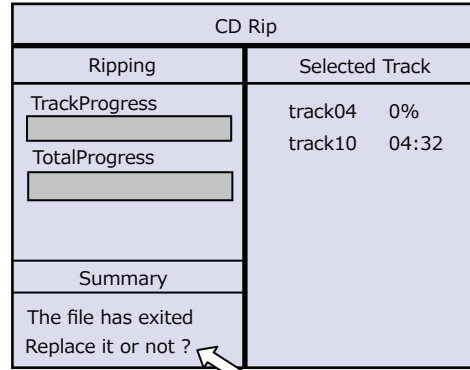 CD Rip
Ripping
Selected Track
TrackProgress
TotalProgress
track04 0%
track10 04:32
Summary
The file has exited
Replace it or not ?